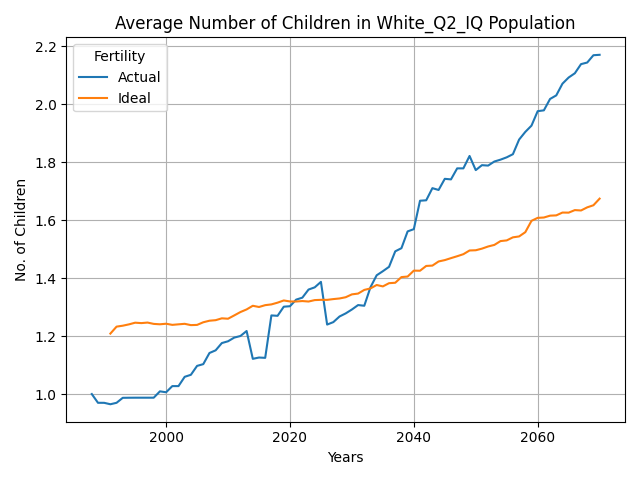 Average Number of Children in White_Q2_IQ Population
Fertility
Actual
Ideal
No. of Children
2.2
2.0
1.8
1.6
1.4
1.2
1.0
2000
2020
2040
2060
Years